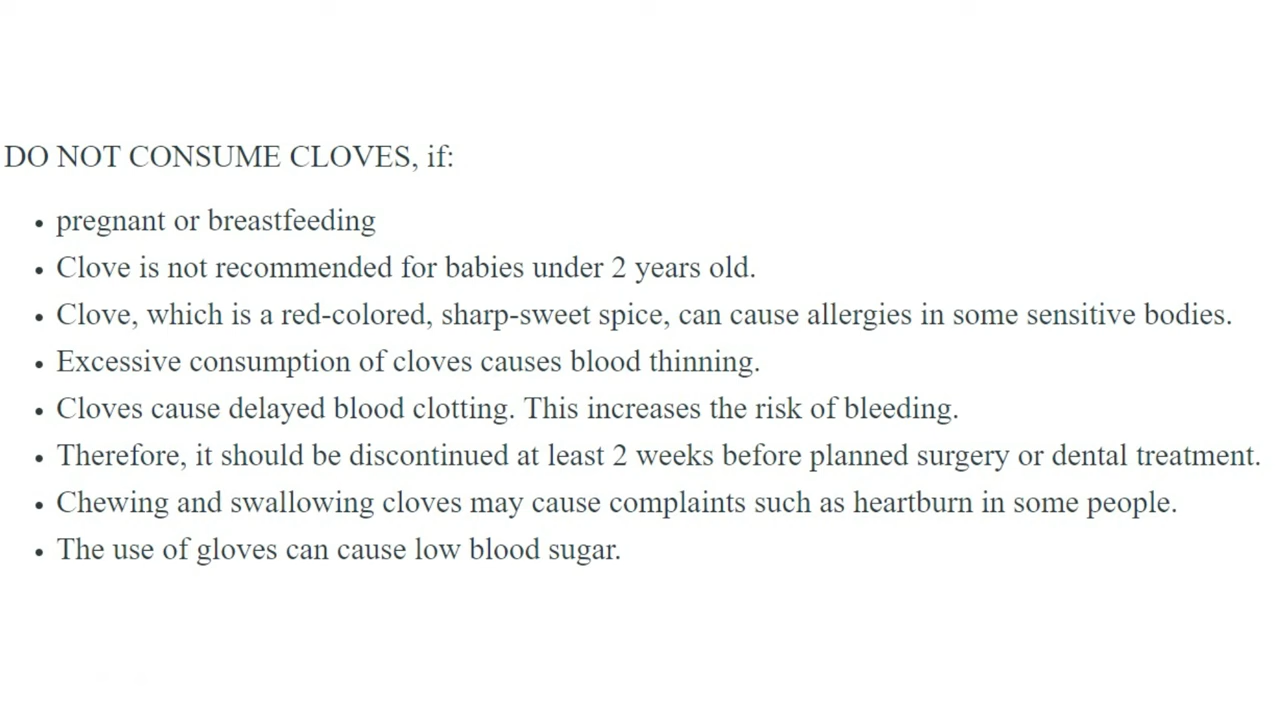 DO NOT CONSUME CLOVES, if:
• pregnant or breastfeeding
• Clove is not recommended for babies under 2 years old.
• Clove, which is a red-colored, sharp-sweet spice, can cause allergies in some sensitive bodies.
• Excessive consumption of cloves causes blood thinning.
• Cloves cause delayed blood clotting. This increases the risk of bleeding.
• Therefore, it should be discontinued at least 2 weeks before planned surgery or dental treatment.
• Chewing and swallowing cloves may cause complaints such as heartburn in some people.
• The use of gloves can cause low blood sugar.